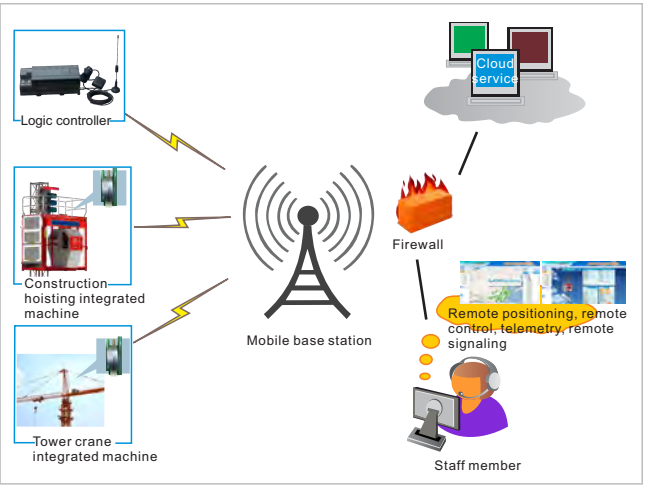 Logic controller
Construction
hoisting integrated
machine
Tower crane
integrated machine
Mobile base station
Cloud
service
Firewall
Remote positioning, remote
control, telemetry, remote
signaling
Staff member